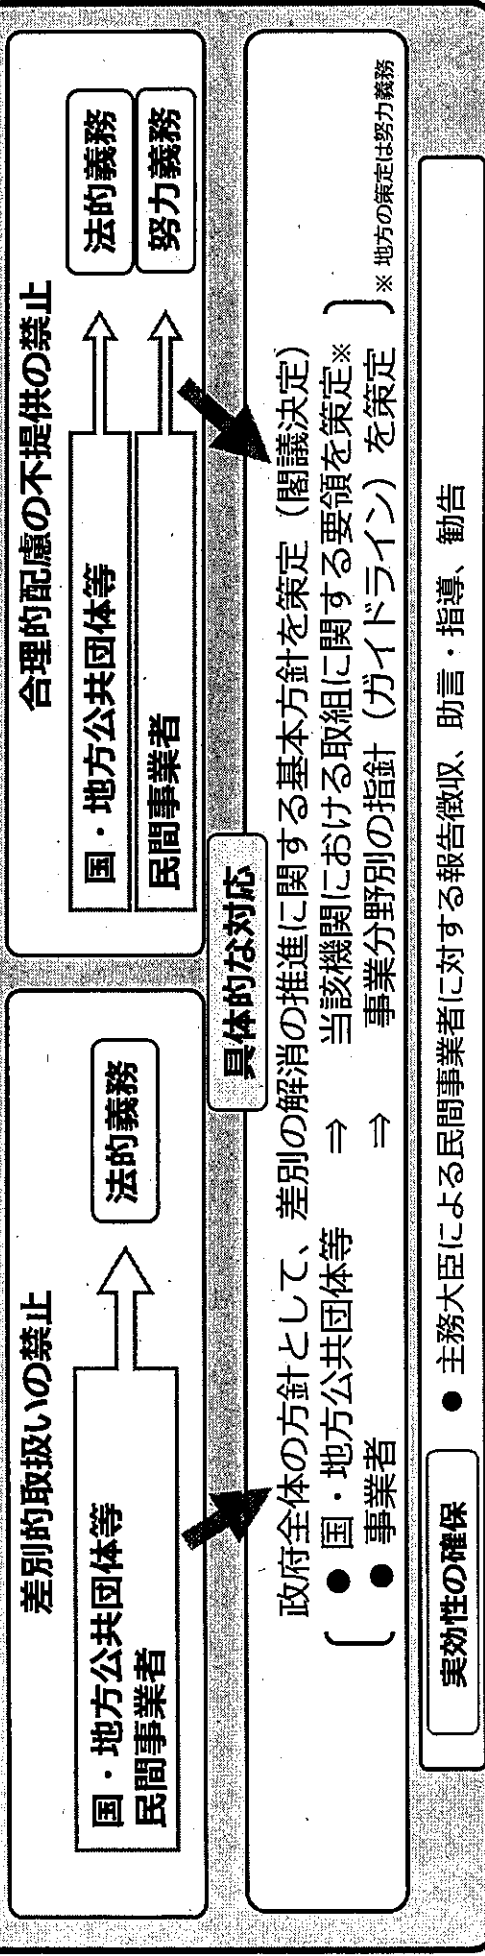 差別的取扱いの禁止
国・地方公共団体等
民間事業者
法的義務
合理的配慮の不提供の禁止
国・地方公共団体等
法的義務
民間事業者
努力義務
具体的な対応
政府全体の方針として、差別の解消の推進に関する基本方針を策定（閣議決定）
● 国・地方公共団体等 ⇒ 当該機関における取組に関する要領を策定※
● 事業者 ⇒ 事業分野別の指針（ガイドライン）を策定
※ 地方の策定は努力義務
実効性の確保
● 主務大臣による民間事業者に対する報告徴収、助言・指導、勧告